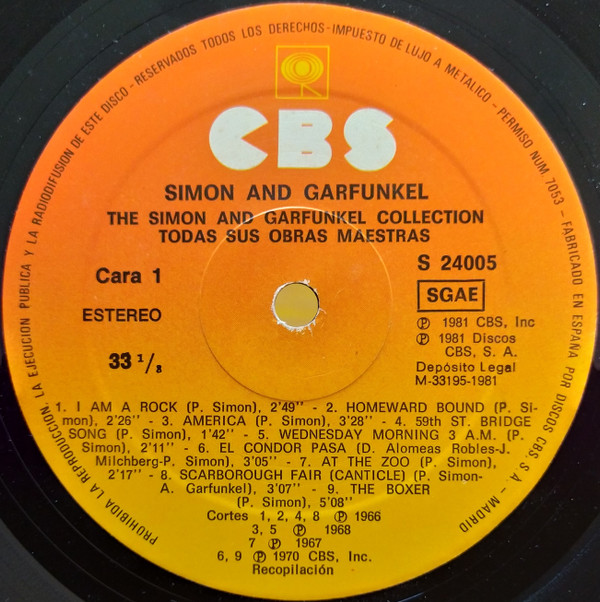 PROHIBIDA LA REPRODUCCION, LA EJECUCION PUBLICA Y LA RADIODIFUSION DE ESTE DISCO - RESERVADOS TODOS LOS DERECHOS - IMPUESTO DE LUJO A METALICO - PERMISO NUM. 7053 - FABRICADO EN ESPAÑA POR DISCOS CBS, S.A. - MADRID
CBS
SIMON AND GARFUNKEL
THE SIMON AND GARFUNKEL COLLECTION
TODAS SUS OBRAS MAESTRAS
Cara 1
ESTEREO
33 1/3
S 24005
SGAE
Ⓟ 1981 CBS, Inc
Ⓟ 1981 Discos
CBS, S. A.
Depósito Legal
M-33195-1981
1. I AM A ROCK (P. Simon), 2'49" - 2. HOMEWARD BOUND (P. Si-
mon), 2'26" - 3. AMERICA (P. Simon), 3'28" - 4. 59th ST. BRIDGE
SONG (P. Simon), 1'42" - 5. WEDNESDAY MORNING 3 A.M. (P.
Simon), 2'11" - 6. EL CONDOR PASA (D. Alomeas Robles-J.
Milchberg-P. Simon), 3'05" - 7. AT THE ZOO (P. Simon),
2'17" - 8. SCARBOROUGH FAIR (CANTICLE) (P. Simon-
A. Garfunkel), 3'07" - 9. THE BOXER
(P. Simon), 5'08"
Cortes 1, 2, 4, 8 Ⓟ 1966
3, 5 Ⓟ 1968
7 Ⓟ 1967
6, 9 Ⓟ 1970 CBS, Inc.
Recopilación